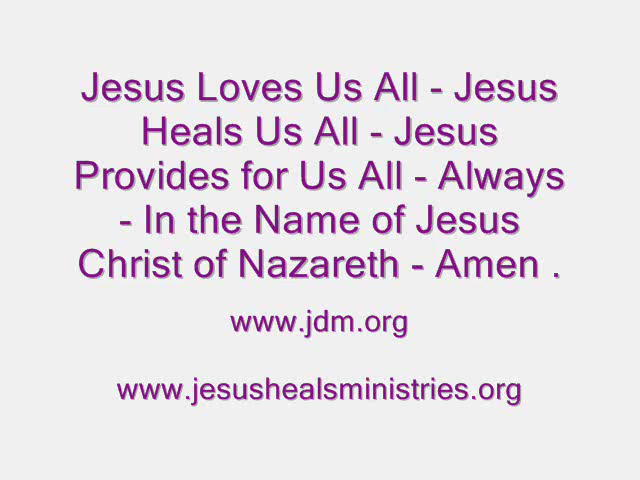 Jesus Loves Us All - Jesus
Heals Us All - Jesus
Provides for Us All - Always
- In the Name of Jesus
Christ of Nazareth - Amen .
www.jdm.org
www.jesushealsministries.org